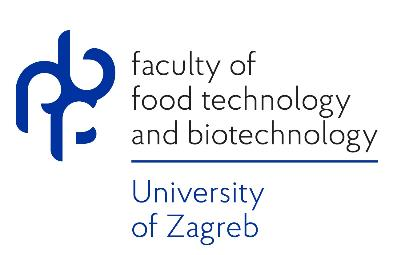 faculty of
food technology
and biotechnology
University
of Zagreb